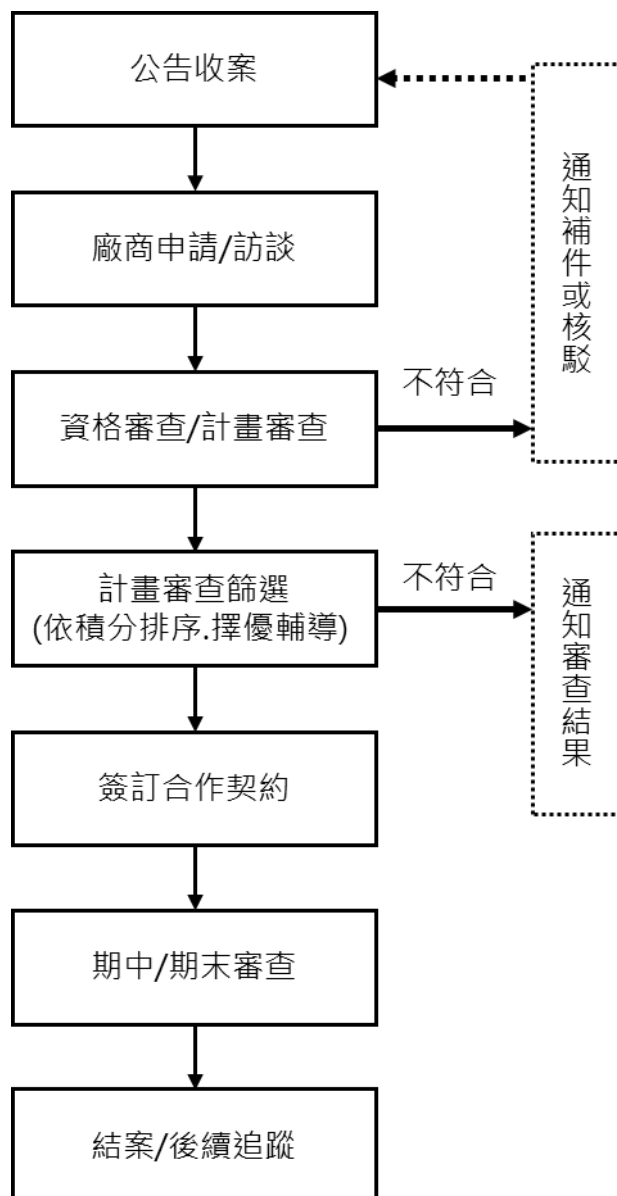 公告收案
廠商申請/訪談
資格審查/計畫審查
不符合
通知補件或核駁
計畫審查篩選
(依積分排序.擇優輔導)
不符合
通知審查結果
簽訂合作契約
期中/期末審查
結案/後續追蹤